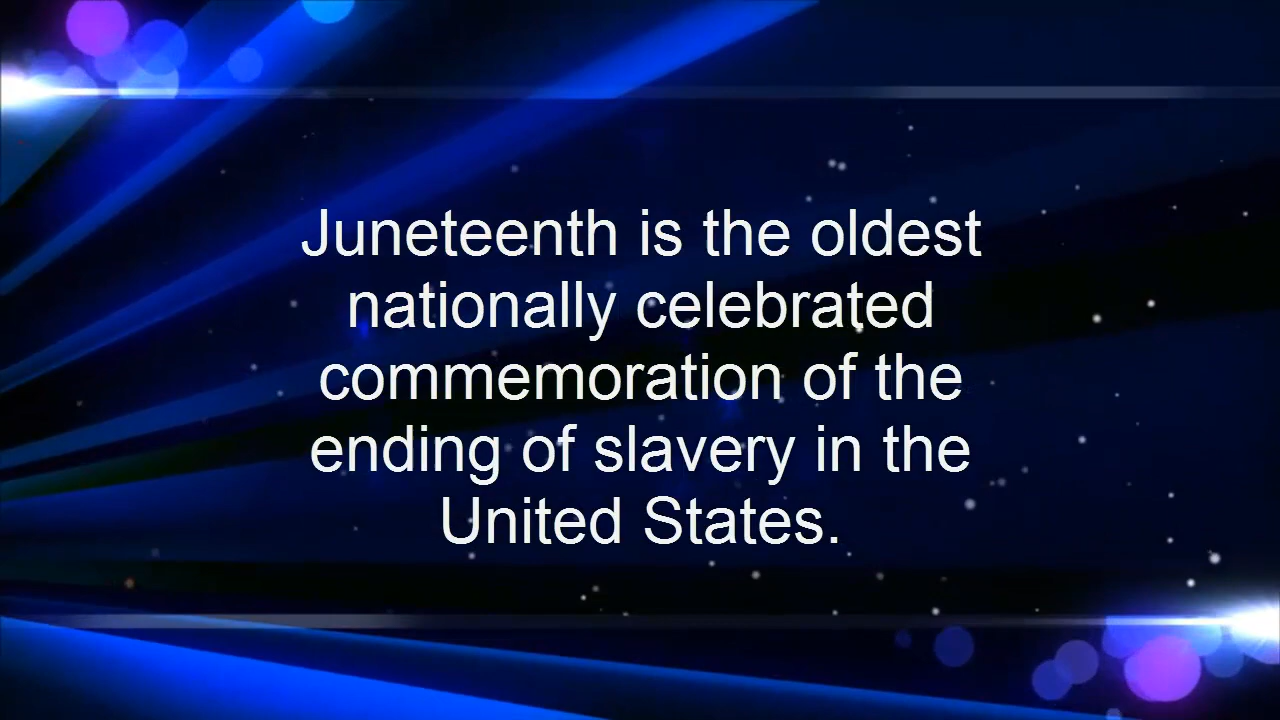 Juneteenth is the oldest
nationally celebrated
commemoration of the
ending of slavery in the
United States.